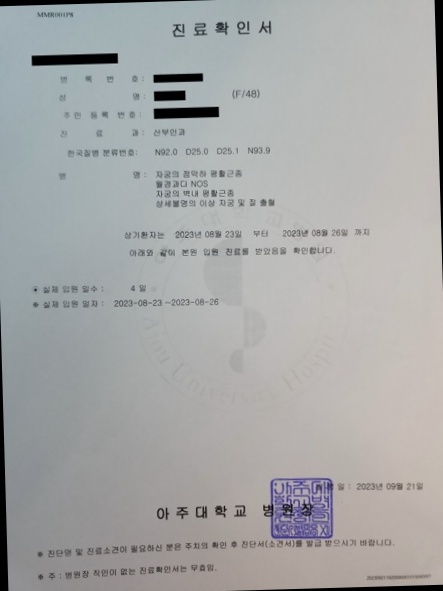 MMR001P8
진료확인서
병 록 번 호 :
성 명 : (F/48)
주민 등록 번호 :
진 료 과 : 산부인과
한국질병 분류번호: N92.0 D25.0 D25.1 N93.9
병 명 : 자궁의 점막하 평활근종
월경과다 NOS
자궁의 벽내 평활근종
상세불명의 이상 자궁 및 질 출혈
상기환자는 2023년 08월 23일 부터 2023년 08월 26일 까지
아래와 같이 본원 입원 진료를 받았음을 확인합니다.
※ 실제 입원 일수 : 4 일
※ 실제 입원 일자 : 2023-08-23 ~2023-08-26
Ajou University Hospital
일 : 2023년 09월 21일
아주대학교 병원장
※ 진단명 및 진료소견이 필요하신 분은 주치의 확인 후 진단서(소견서)를 발급 받으시기 바랍니다.
※ 주 : 병원장 직인이 없는 진료확인서는 무효임.